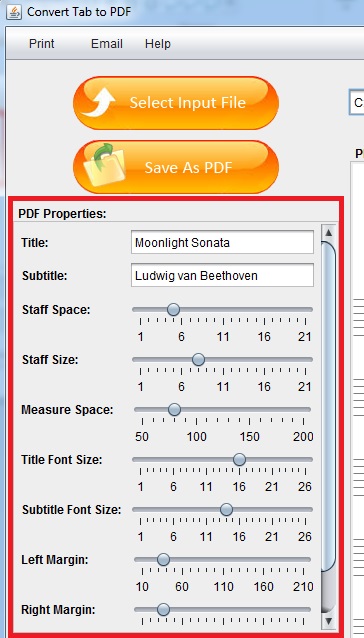 Convert Tab to PDF
Print Email Help
Select Input File
Save As PDF
PDF Properties:
Title: Moonlight Sonata
Subtitle: Ludwig van Beethoven
Staff Space:
1 6 11 16 21
Staff Size:
1 6 11 16 21
Measure Space:
50 100 150 200
Title Font Size:
1 6 11 16 26
Subtitle Font Size:
1 6 11 16 26
Left Margin:
10 60 110 160 210
Right Margin: